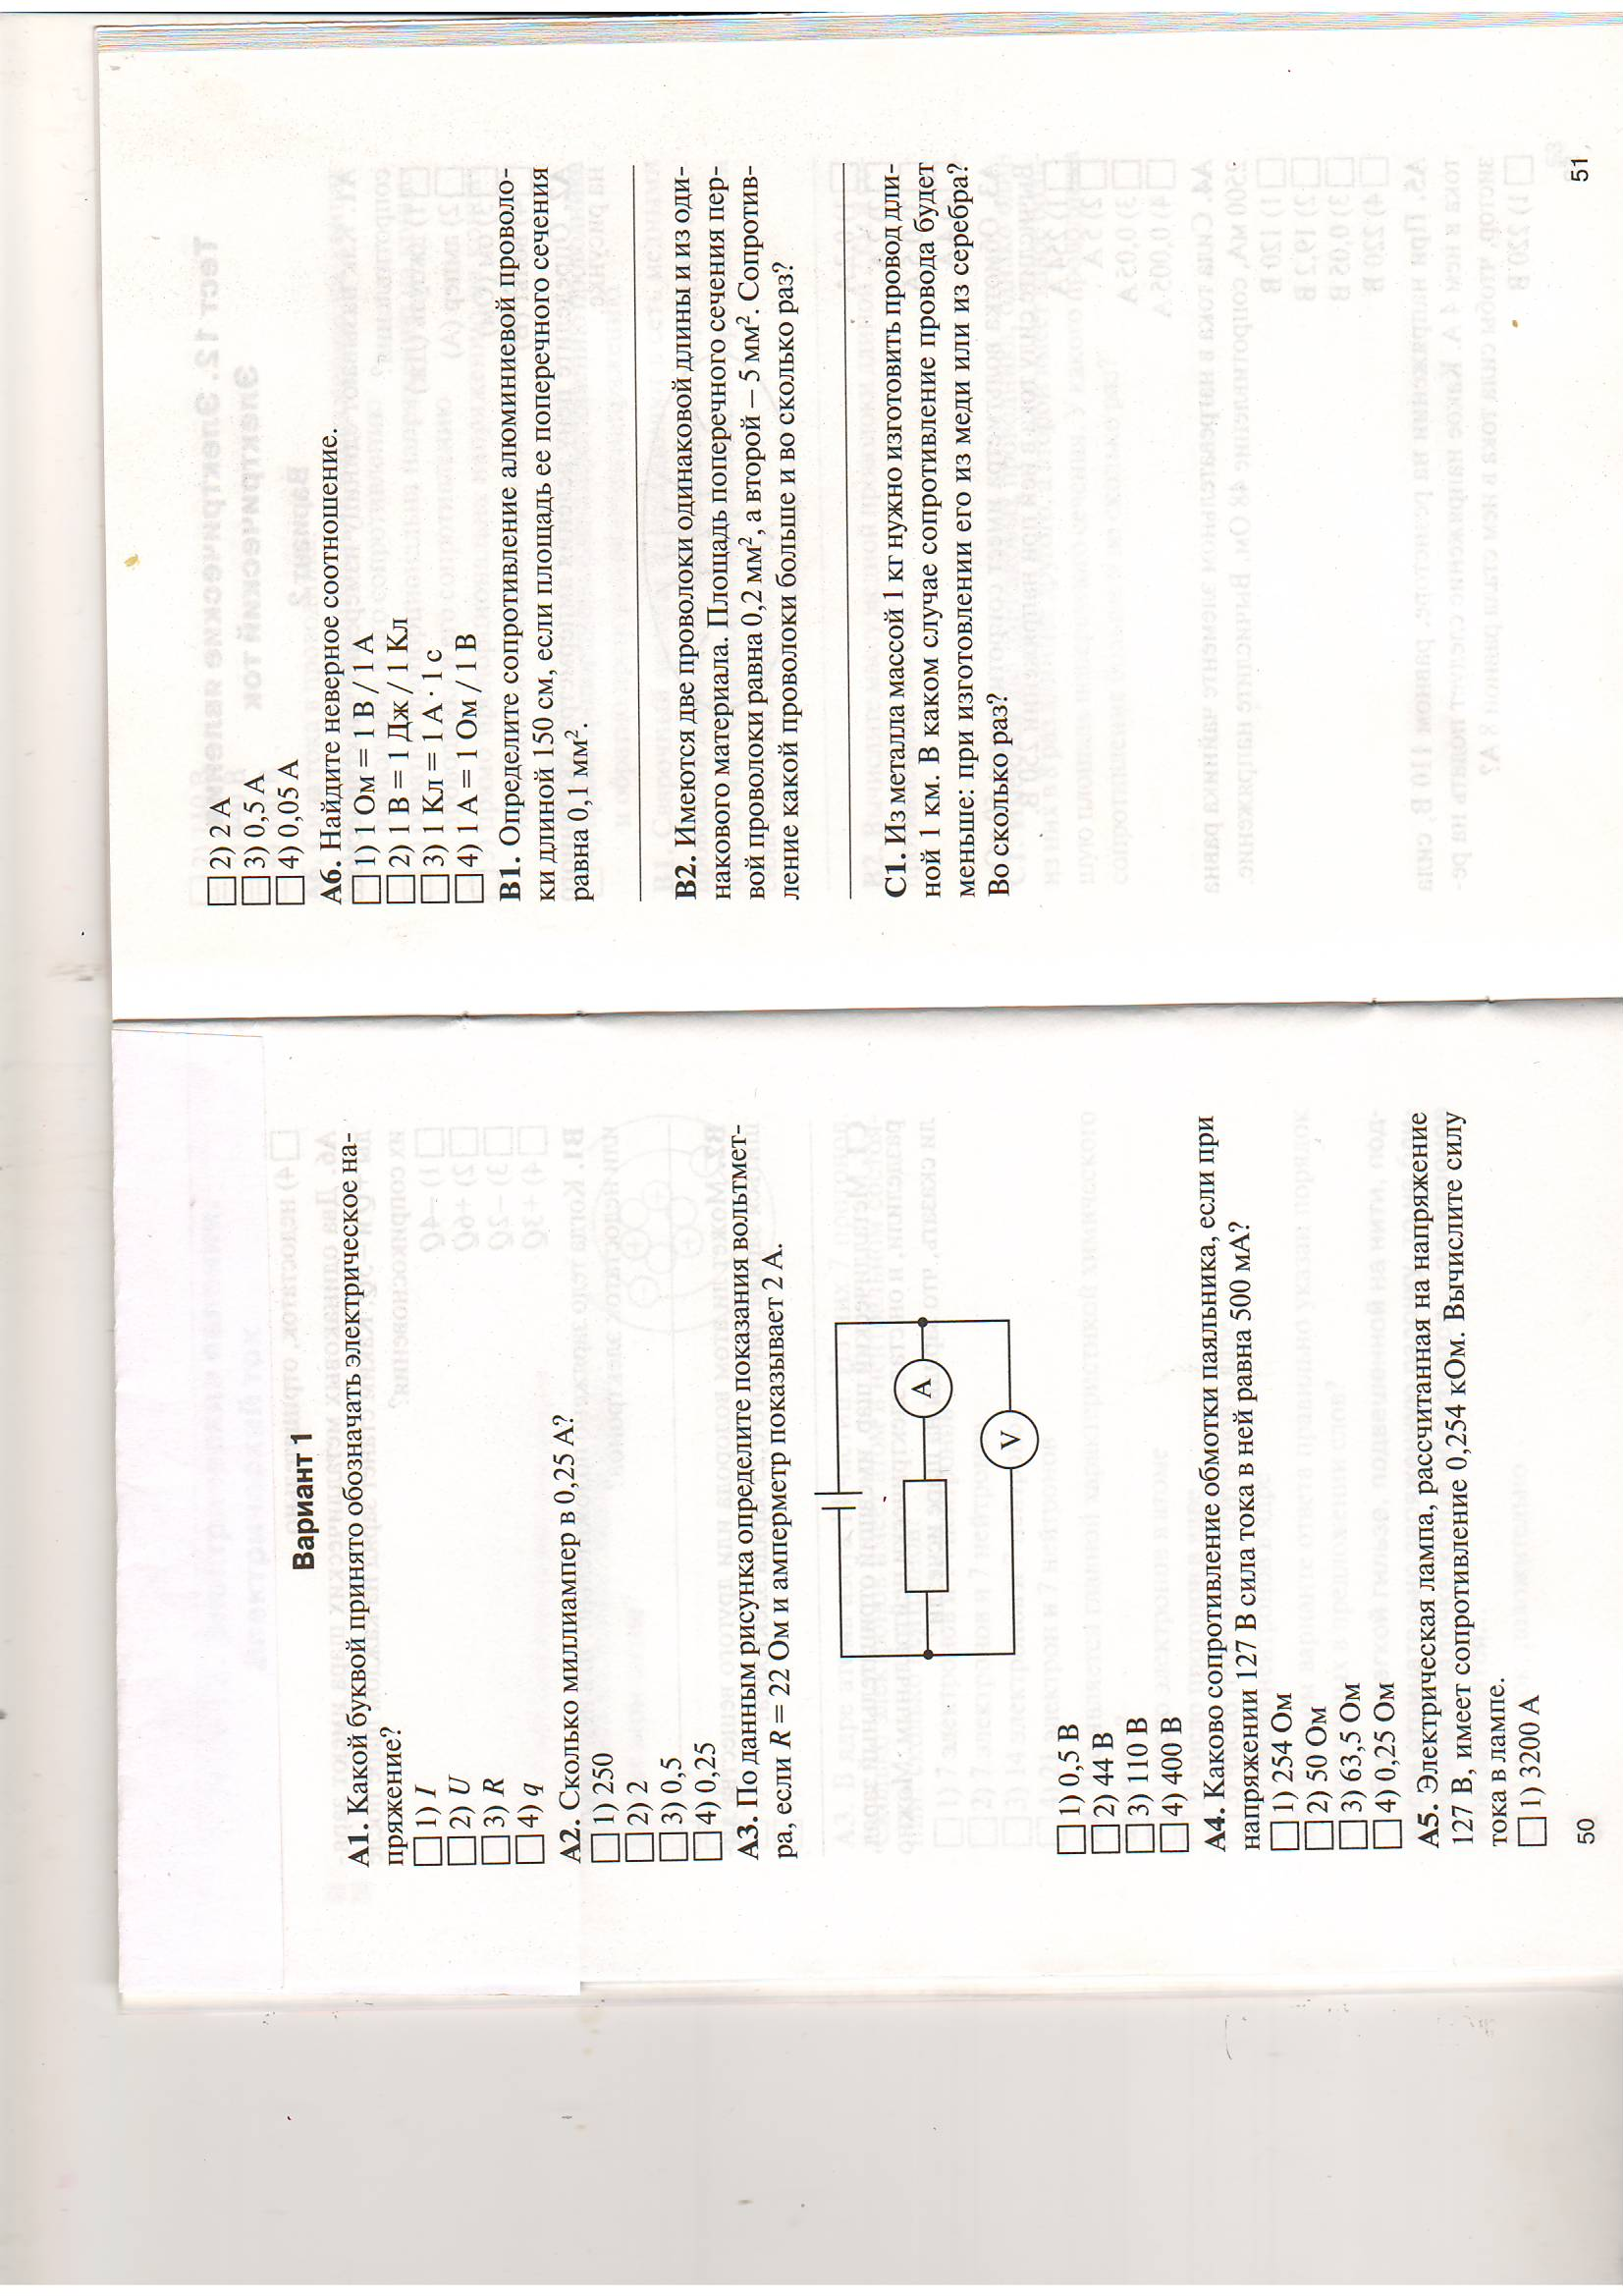 Вариант 1
А1. Какой буквой принято обозначать электрическое на-
пряжение?
1) I
2) U
3) R
4) q
А2. Сколько миллиампер в 0,25 А?
1) 250
2) 2
3) 0,5
4) 0,25
А3. По данным рисунка определите показания вольтмет-
ра, если R = 22 Ом и амперметр показывает 2 А.
A
V
1) 0,5 В
2) 44 В
3) 110 В
4) 400 В
А4. Каково сопротивление обмотки паяльника, если при
напряжении 127 В сила тока в ней равна 500 мА?
1) 254 Ом
2) 50 Ом
3) 63,5 Ом
4) 0,25 Ом
А5. Электрическая лампа, рассчитанная на напряжение
127 В, имеет сопротивление 0,254 кОм. Вычислите силу
тока в лампе.
1) 3200 А
50
2) 2 А
3) 0,5 А
4) 0,05 А
А6. Найдите неверное соотношение.
1) 1 Ом = 1 В / 1 А
2) 1 В = 1 Дж / 1 Кл
3) 1 Кл = 1 А · 1 с
4) 1 А = 1 Ом / 1 В
В1. Определите сопротивление алюминиевой проволо-
ки длиной 150 см, если площадь ее поперечного сечения
равна 0,1 мм².
В2. Имеются две проволоки одинаковой длины и из оди-
накового материала. Площадь поперечного сечения пер-
вой проволоки равна 0,2 мм², а второй — 5 мм². Сопротив-
ление какой проволоки больше и во сколько раз?
С1. Из металла массой 1 кг нужно изготовить провод дли-
ной 1 км. В каком случае сопротивление провода будет
меньше: при изготовлении его из меди или из серебра?
Во сколько раз?
51